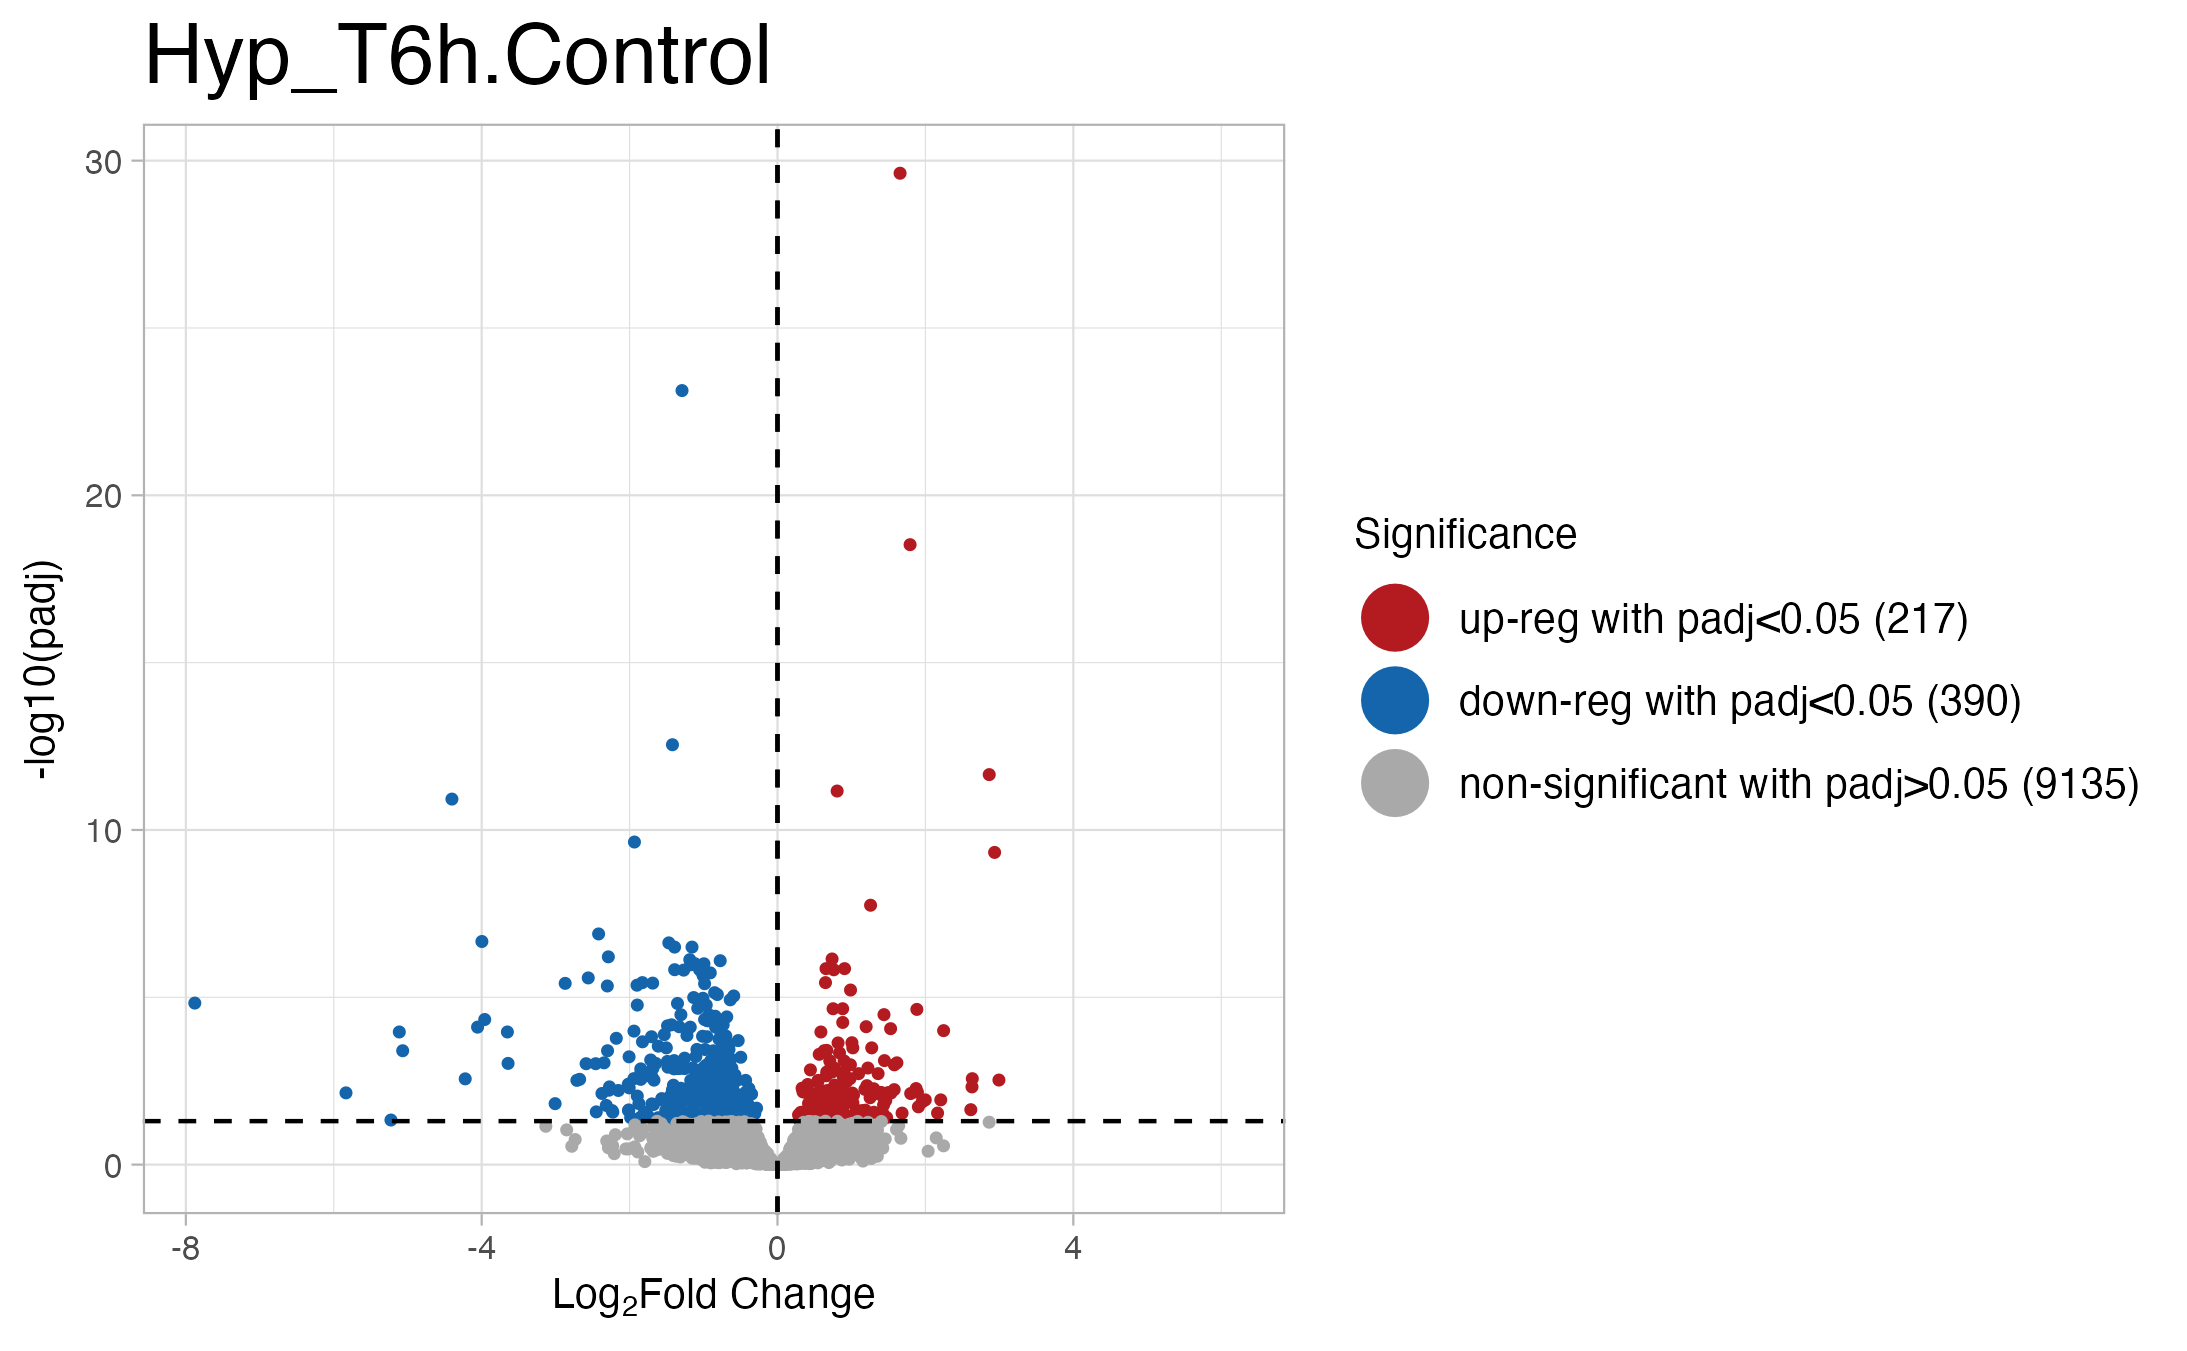 Hyp_T6h.Control
30
20
10
0
-log10(padj)
-8
-4
0
4
Log₂Fold Change
Significance
up-reg with padj<0.05 (217)
down-reg with padj<0.05 (390)
non-significant with padj>0.05 (9135)